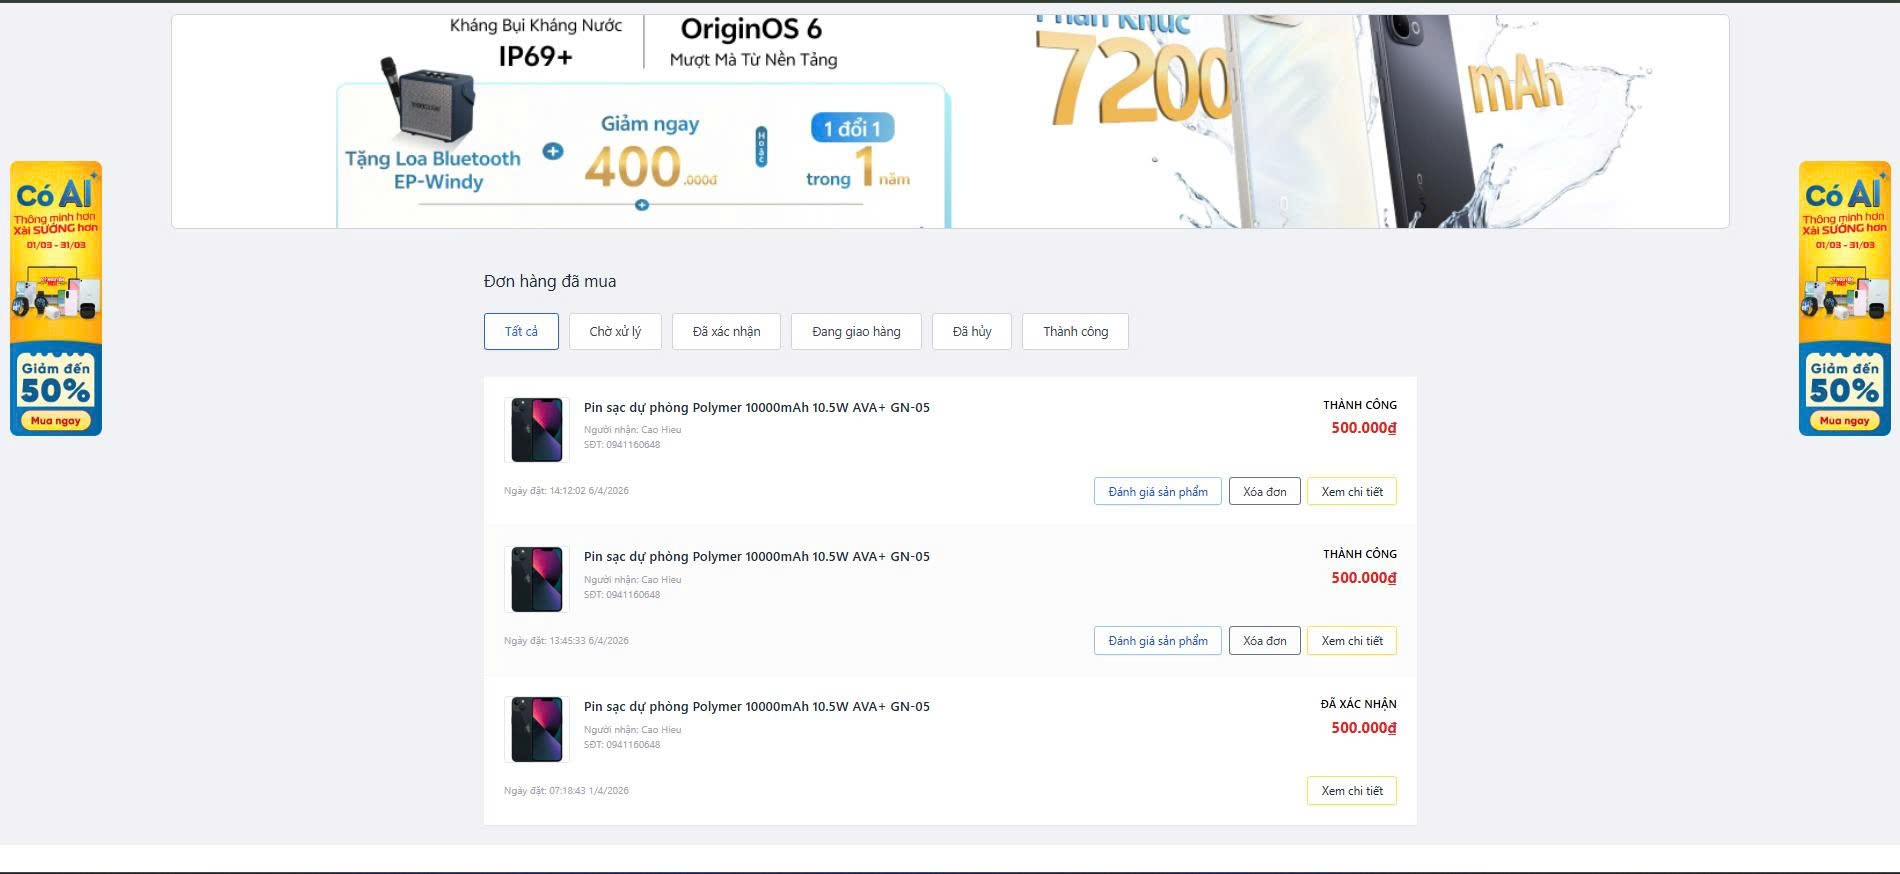 Kháng Bụi Kháng Nước
IP69+
OriginOS 6
Mượt Mà Từ Nền Tảng
Phân Khúc
7200
mAh
Tặng Loa Bluetooth
EP-Windy
Giảm ngay
400.000đ
Hoặc
1 đổi 1
trong 1 năm
Có AI
Thông minh hơn
Xài SƯỚNG hơn
01/03 - 31/03
Giảm đến
50%
Mua ngay
Có AI
Thông minh hơn
Xài SƯỚNG hơn
01/03 - 31/03
Giảm đến
50%
Mua ngay
Đơn hàng đã mua
Tất cả
Chờ xử lý
Đã xác nhận
Đang giao hàng
Đã hủy
Thành công
Pin sạc dự phòng Polymer 10000mAh 10.5W AVA+ GN-05
THÀNH CÔNG
Người nhận: Cao Hieu
500.000₫
SĐT: 0941160648
Ngày đặt: 14:12:02 6/4/2026
Đánh giá sản phẩm
Xóa đơn
Xem chi tiết
Pin sạc dự phòng Polymer 10000mAh 10.5W AVA+ GN-05
THÀNH CÔNG
Người nhận: Cao Hieu
500.000₫
SĐT: 0941160648
Ngày đặt: 13:45:33 6/4/2026
Đánh giá sản phẩm
Xóa đơn
Xem chi tiết
Pin sạc dự phòng Polymer 10000mAh 10.5W AVA+ GN-05
ĐÃ XÁC NHẬN
Người nhận: Cao Hieu
500.000₫
SĐT: 0941160648
Ngày đặt: 07:18:43 1/4/2026
Xem chi tiết